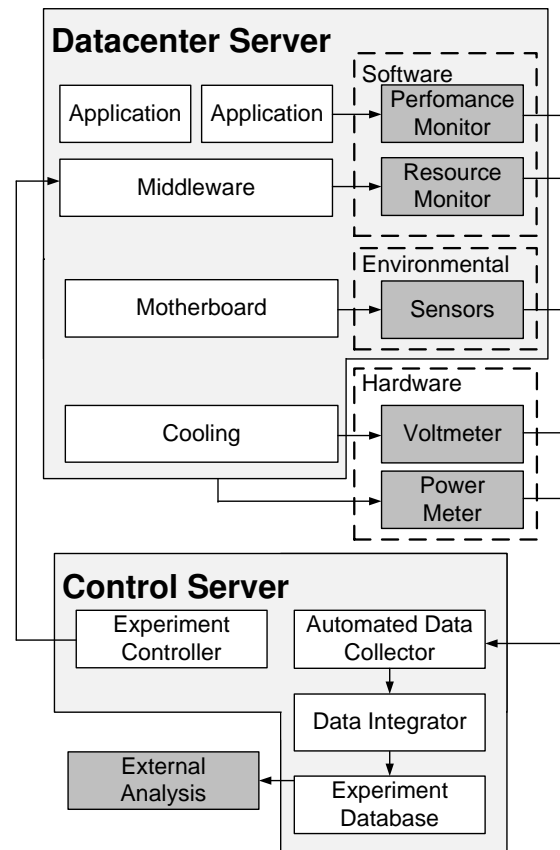 Datacenter Server
Software
Application
Application
Perfomance
Monitor
Middleware
Resource
Monitor
Environmental
Motherboard
Sensors
Hardware
Cooling
Voltmeter
Power
Meter
Control Server
Experiment
Controller
Automated Data
Collector
Data Integrator
External
Analysis
Experiment
Database